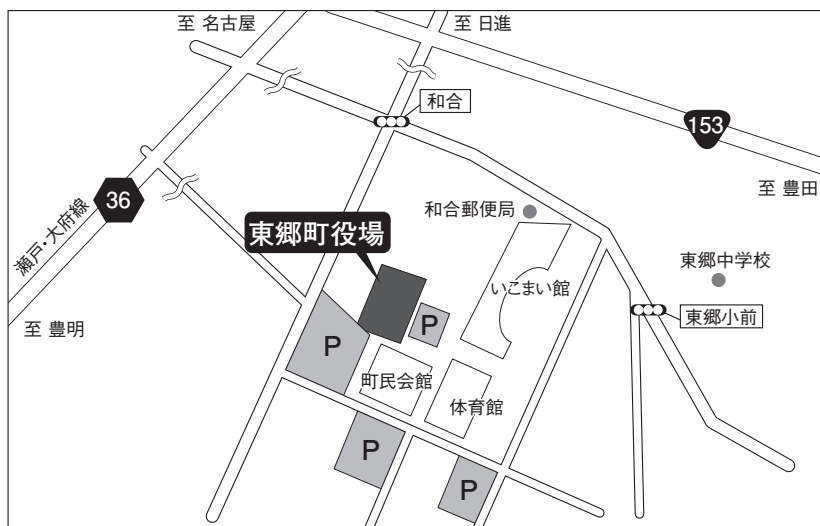 至 名古屋
至 日進
和合
153
至 豊田
36
瀬戸・大府線
至 豊明
和合郵便局
東郷町役場
東郷中学校
いこまい館
東郷小前
P
P
町民会館
体育館
P
P